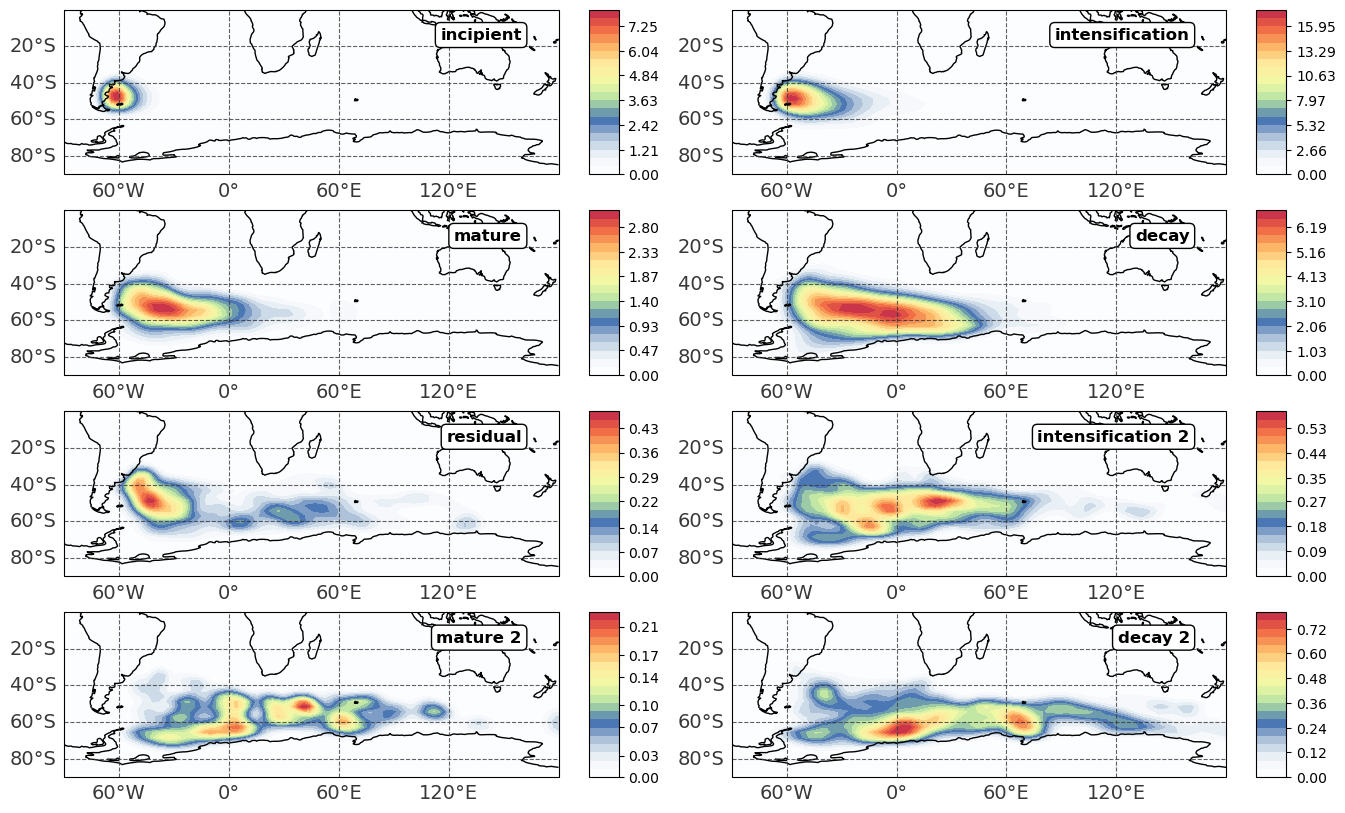 incipient
20°S
40°S
60°S
80°S
60°W
0°
60°E
120°E
7.25
6.04
4.84
3.63
2.42
1.21
0.00
intensification
20°S
40°S
60°S
80°S
60°W
0°
60°E
120°E
15.95
13.29
10.63
7.97
5.32
2.66
0.00
mature
20°S
40°S
60°S
80°S
60°W
0°
60°E
120°E
2.80
2.33
1.87
1.40
0.93
0.47
0.00
decay
20°S
40°S
60°S
80°S
60°W
0°
60°E
120°E
6.19
5.16
4.13
3.10
2.06
1.03
0.00
residual
20°S
40°S
60°S
80°S
60°W
0°
60°E
120°E
0.43
0.36
0.29
0.22
0.14
0.07
0.00
intensification 2
20°S
40°S
60°S
80°S
60°W
0°
60°E
120°E
0.53
0.44
0.35
0.27
0.18
0.09
0.00
mature 2
20°S
40°S
60°S
80°S
60°W
0°
60°E
120°E
0.21
0.17
0.14
0.10
0.07
0.03
0.00
decay 2
20°S
40°S
60°S
80°S
60°W
0°
60°E
120°E
0.72
0.60
0.48
0.36
0.24
0.12
0.00